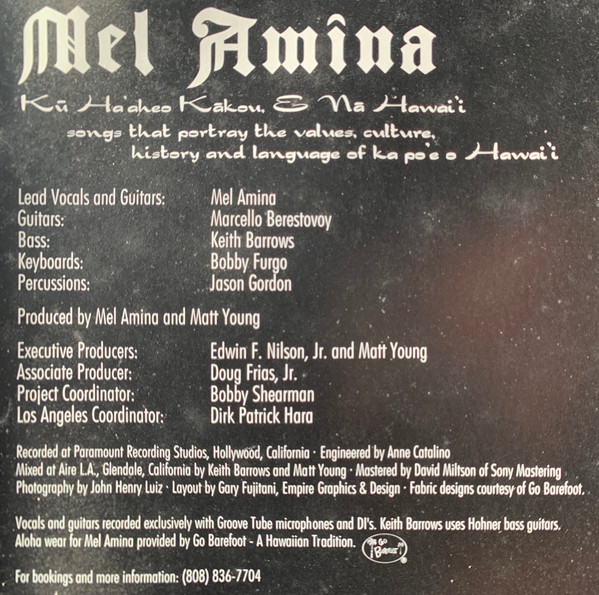 Mel Amina
Kū Ha'aheo Kākou, E Nā Hawai'i
songs that portray the values, culture,
history and language of ka po'e o Hawai'i
Lead Vocals and Guitars: Mel Amina
Guitars: Marcello Berestovoy
Bass: Keith Barrows
Keyboards: Bobby Furgo
Percussions: Jason Gordon
Produced by Mel Amina and Matt Young
Executive Producers: Edwin F. Nilson, Jr. and Matt Young
Associate Producer: Doug Frias, Jr.
Project Coordinator: Bobby Shearman
Los Angeles Coordinator: Dirk Patrick Hara
Recorded at Paramount Recording Studios, Hollywood, California · Engineered by Anne Catalino
Mixed at Aire L.A., Glendale, California by Keith Barrows and Matt Young · Mastered by David Miltson of Sony Mastering
Photography by John Henry Luiz · Layout by Gary Fujitani, Empire Graphics & Design · Fabric designs courtesy of Go Barefoot.
Vocals and guitars recorded exclusively with Groove Tube microphones and DI's. Keith Barrows uses Hohner bass guitars.
Aloha wear for Mel Amina provided by Go Barefoot - A Hawaiian Tradition.
For bookings and more information: (808) 836-7704